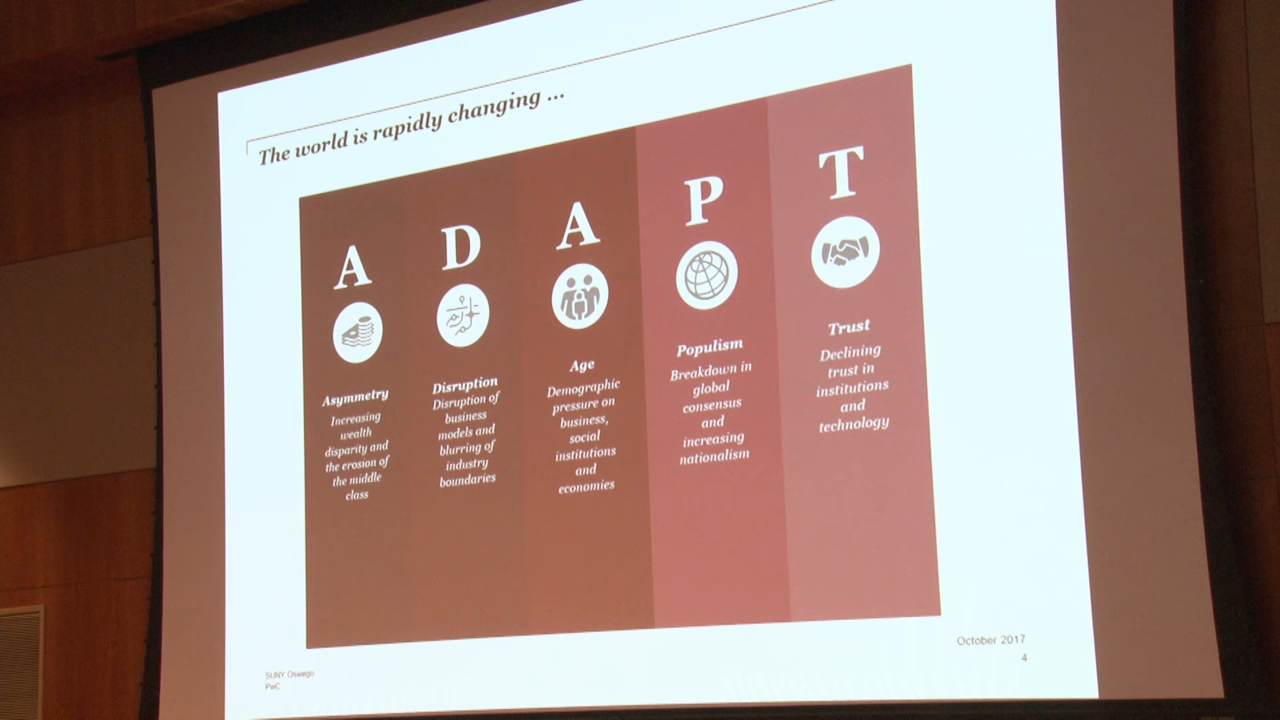 The world is rapidly changing ...
A
Asymmetry
Increasing
wealth
disparity and
the erosion of
the middle
class
D
Disruption
Disruption of
business
models and
blurring of
industry
boundaries
A
Age
Demographic
pressure on
business,
social
institutions
and
economies
P
Populism
Breakdown in
global
consensus
and
increasing
nationalism
T
Trust
Declining
trust in
institutions
and
technology
SUNY Oswego
PwC
October 2017
4